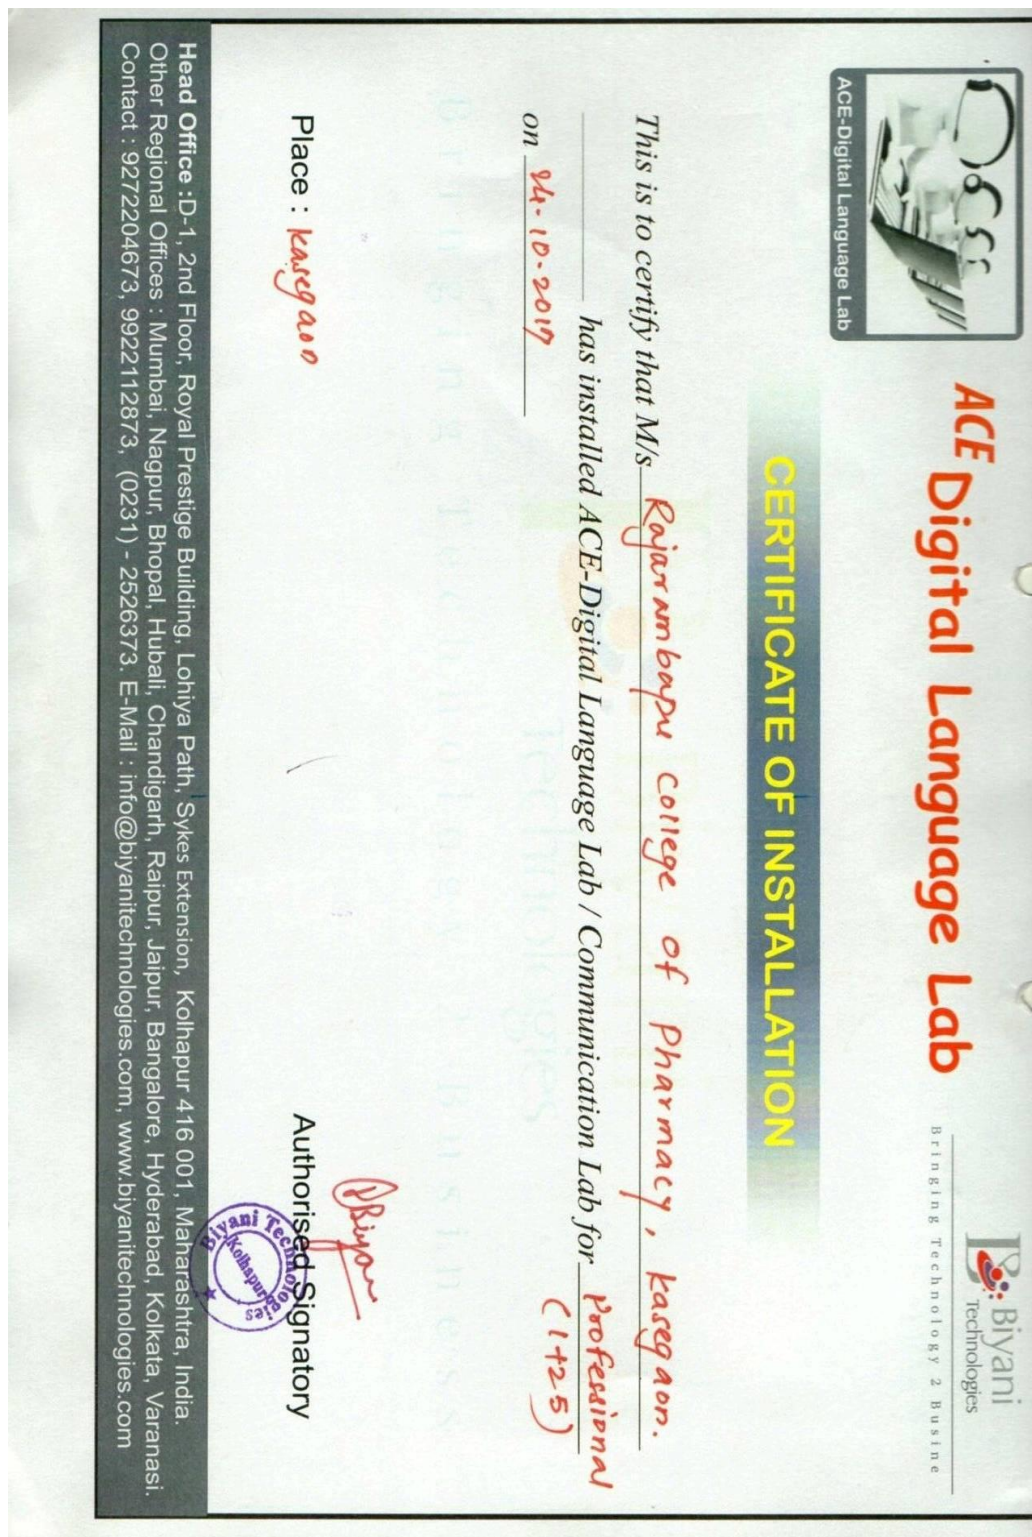 ACE-Digital Language Lab
ACE Digital Language Lab
Biyani
Technologies
Bringing Technology 2 Busine
CERTIFICATE OF INSTALLATION
This is to certify that M/s Rajarambapu college of Pharmacy, kasegaon.
has installed ACE-Digital Language Lab / Communication Lab for Professional
(1+25)
on 24.10.2017
Place : kasegaon
Authorised Signatory
Biyani Technologies
Kolhapur
Head Office :D-1, 2nd Floor, Royal Prestige Building, Lohiya Path, Sykes Extension, Kolhapur 416 001, Maharashtra, India.
Other Regional Offices : Mumbai, Nagpur, Bhopal, Hubali, Chandigarh, Raipur, Jaipur, Bangalore, Hyderabad, Kolkata, Varanasi.
Contact : 9272204673, 9922112873, (0231) - 2526373. E-Mail : info@biyanitechnologies.com, www.biyanitechnologies.com